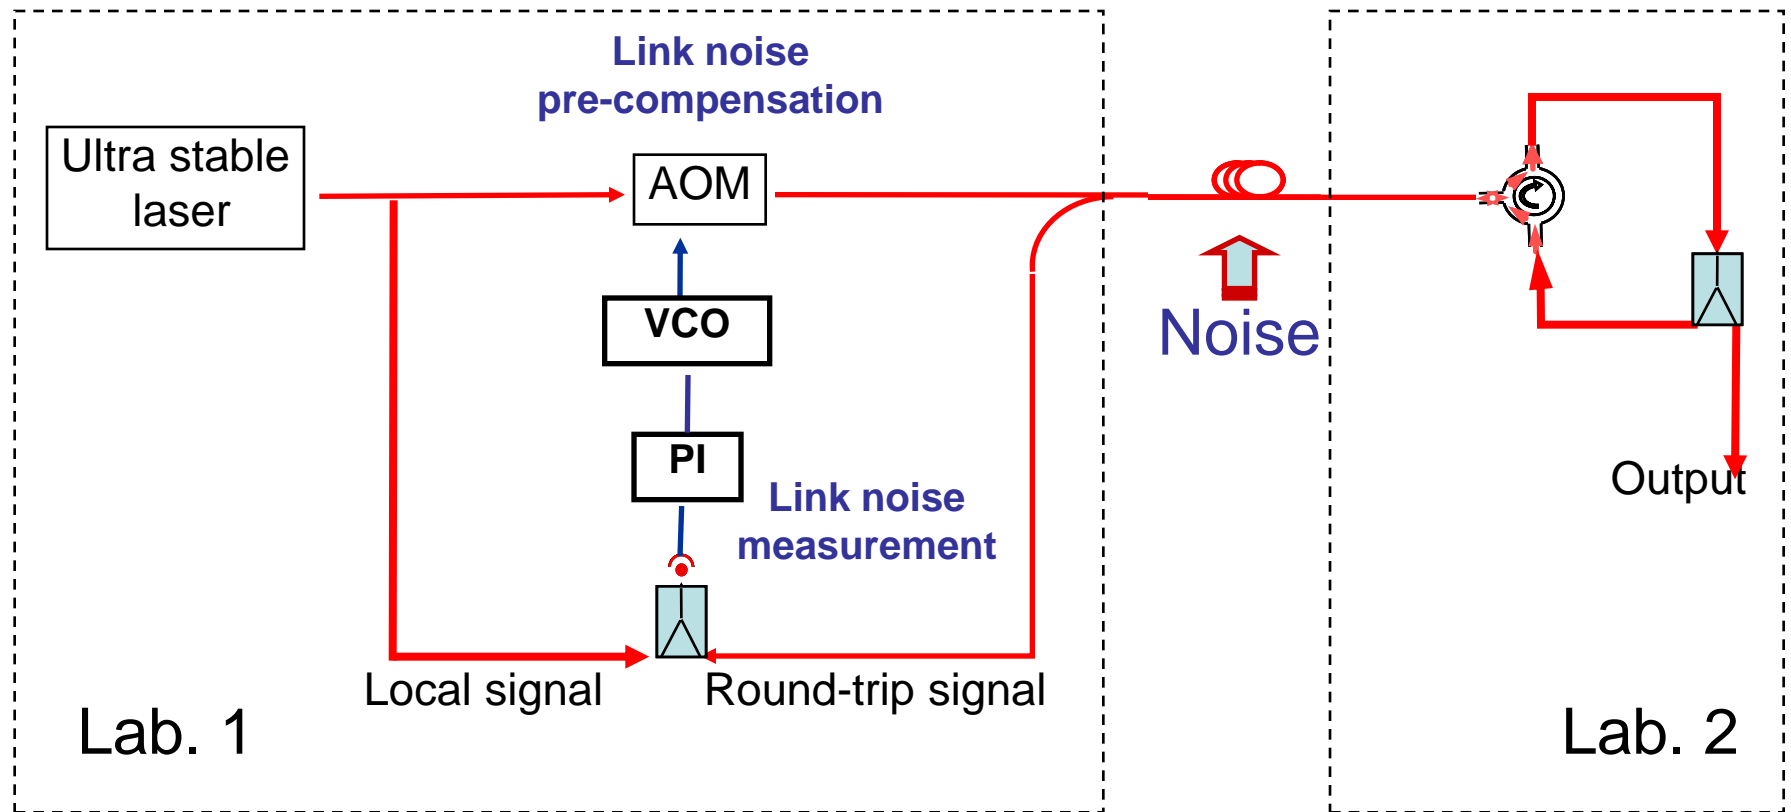 Link noise
pre-compensation
Ultra stable
laser
AOM
VCO
Noise
PI
Link noise
measurement
Output
Local signal
Round-trip signal
Lab. 1
Lab. 2